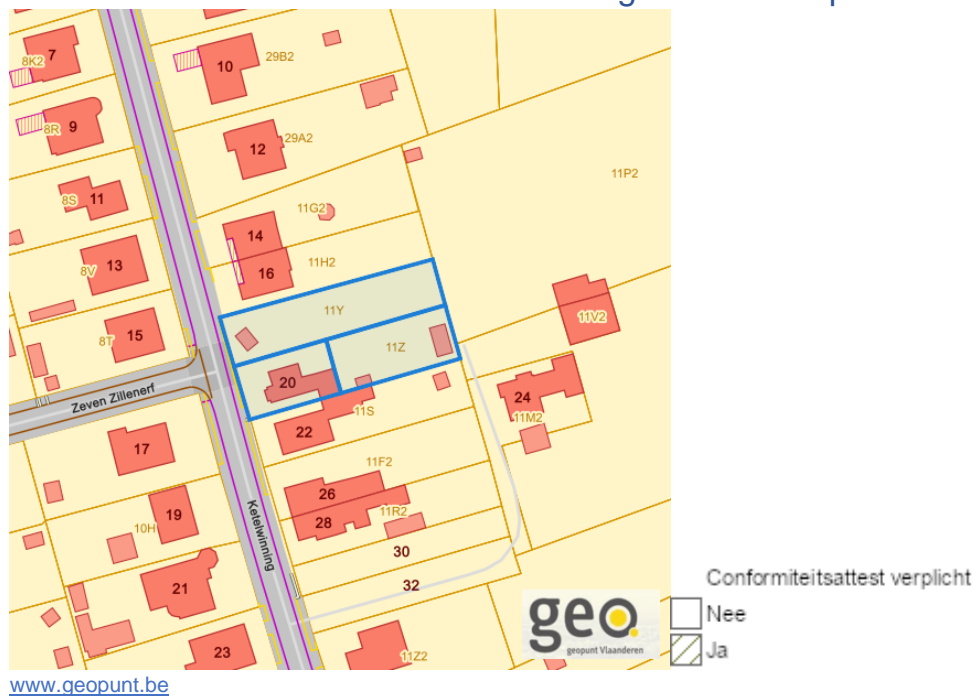 7
8K2
10
29B2
9
8R
12
29A2
11P2
11
8S
11G2
14
13
8V
16
11H2
11Y
11V2
15
8T
11Z
20
24
Zeven Zillenerf
11S
22
11M2
17
11F2
26
11R2
28
19
10H
Ketelwinning
30
32
21
23
11Z2
geo
geopunt Vlaanderen
Conformiteitsattest verplicht
Nee
Ja
www.geopunt.be